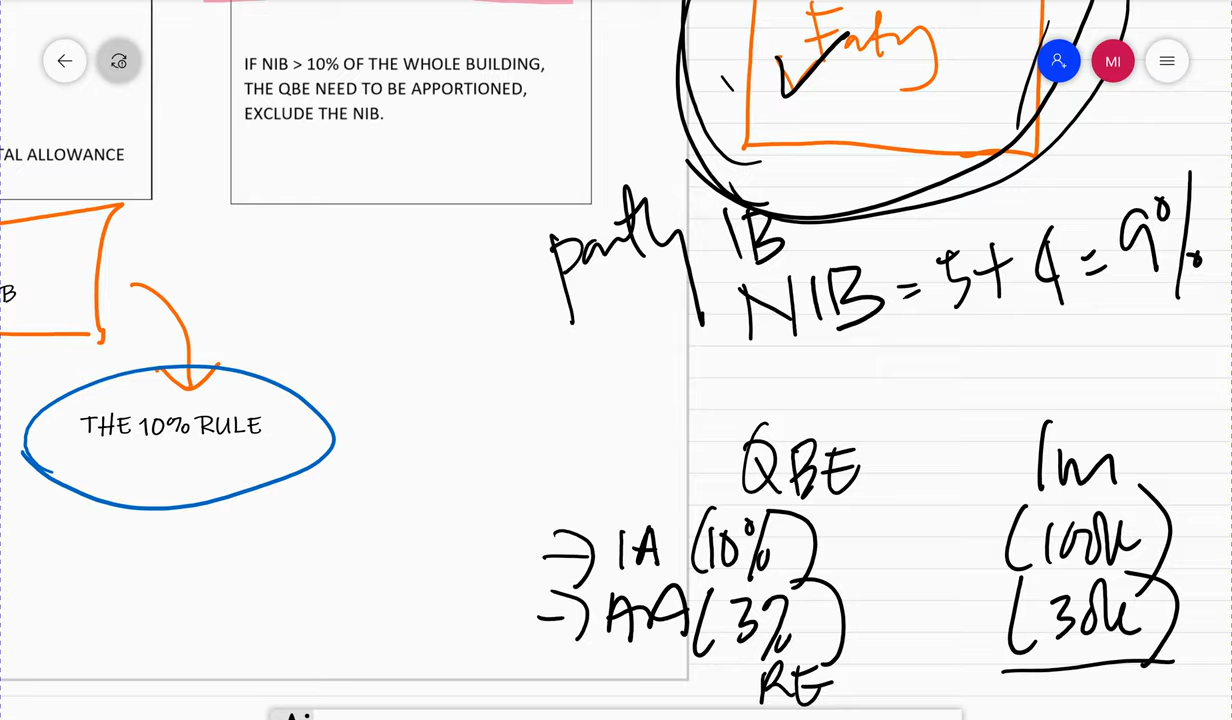 MI
IF NIB > 10% OF THE WHOLE BUILDING,
THE QBE NEED TO BE APPORTIONED,
EXCLUDE THE NIB.
TAL ALLOWANCE
B
THE 10% RULE
partly IB
NIB = 5 + 4 = 9%
QBE 1m
→ IA (10%) (100k)
→ AA (3%) (30k)
RE